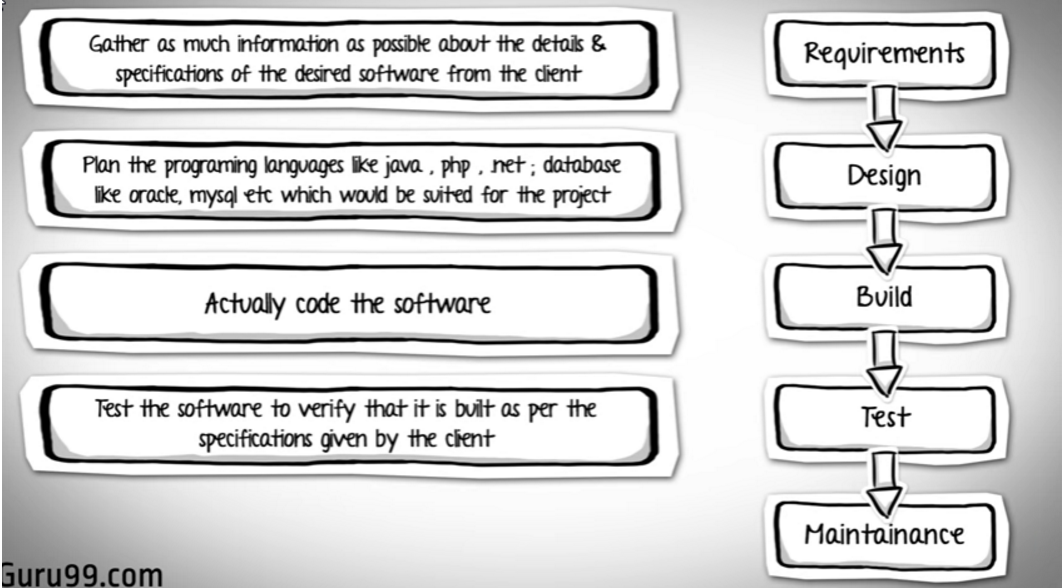 Gather as much information as possible about the details &
specifications of the desired software from the client
Requirements
Plan the programing languages like java , php , .net ; database
like oracle, mysql etc which would be suited for the project
Design
Actually code the software
Build
Test the software to verify that it is built as per the
specifications given by the client
Test
Maintainance
Guru99.com